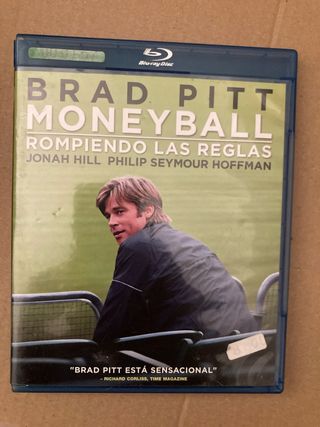 Blu-ray Disc
BRAD PITT
MONEYBALL
ROMPIENDO LAS REGLAS
JONAH HILL PHILIP SEYMOUR HOFFMAN
"BRAD PITT ESTÁ SENSACIONAL"
– RICHARD CORLISS, TIME MAGAZINE